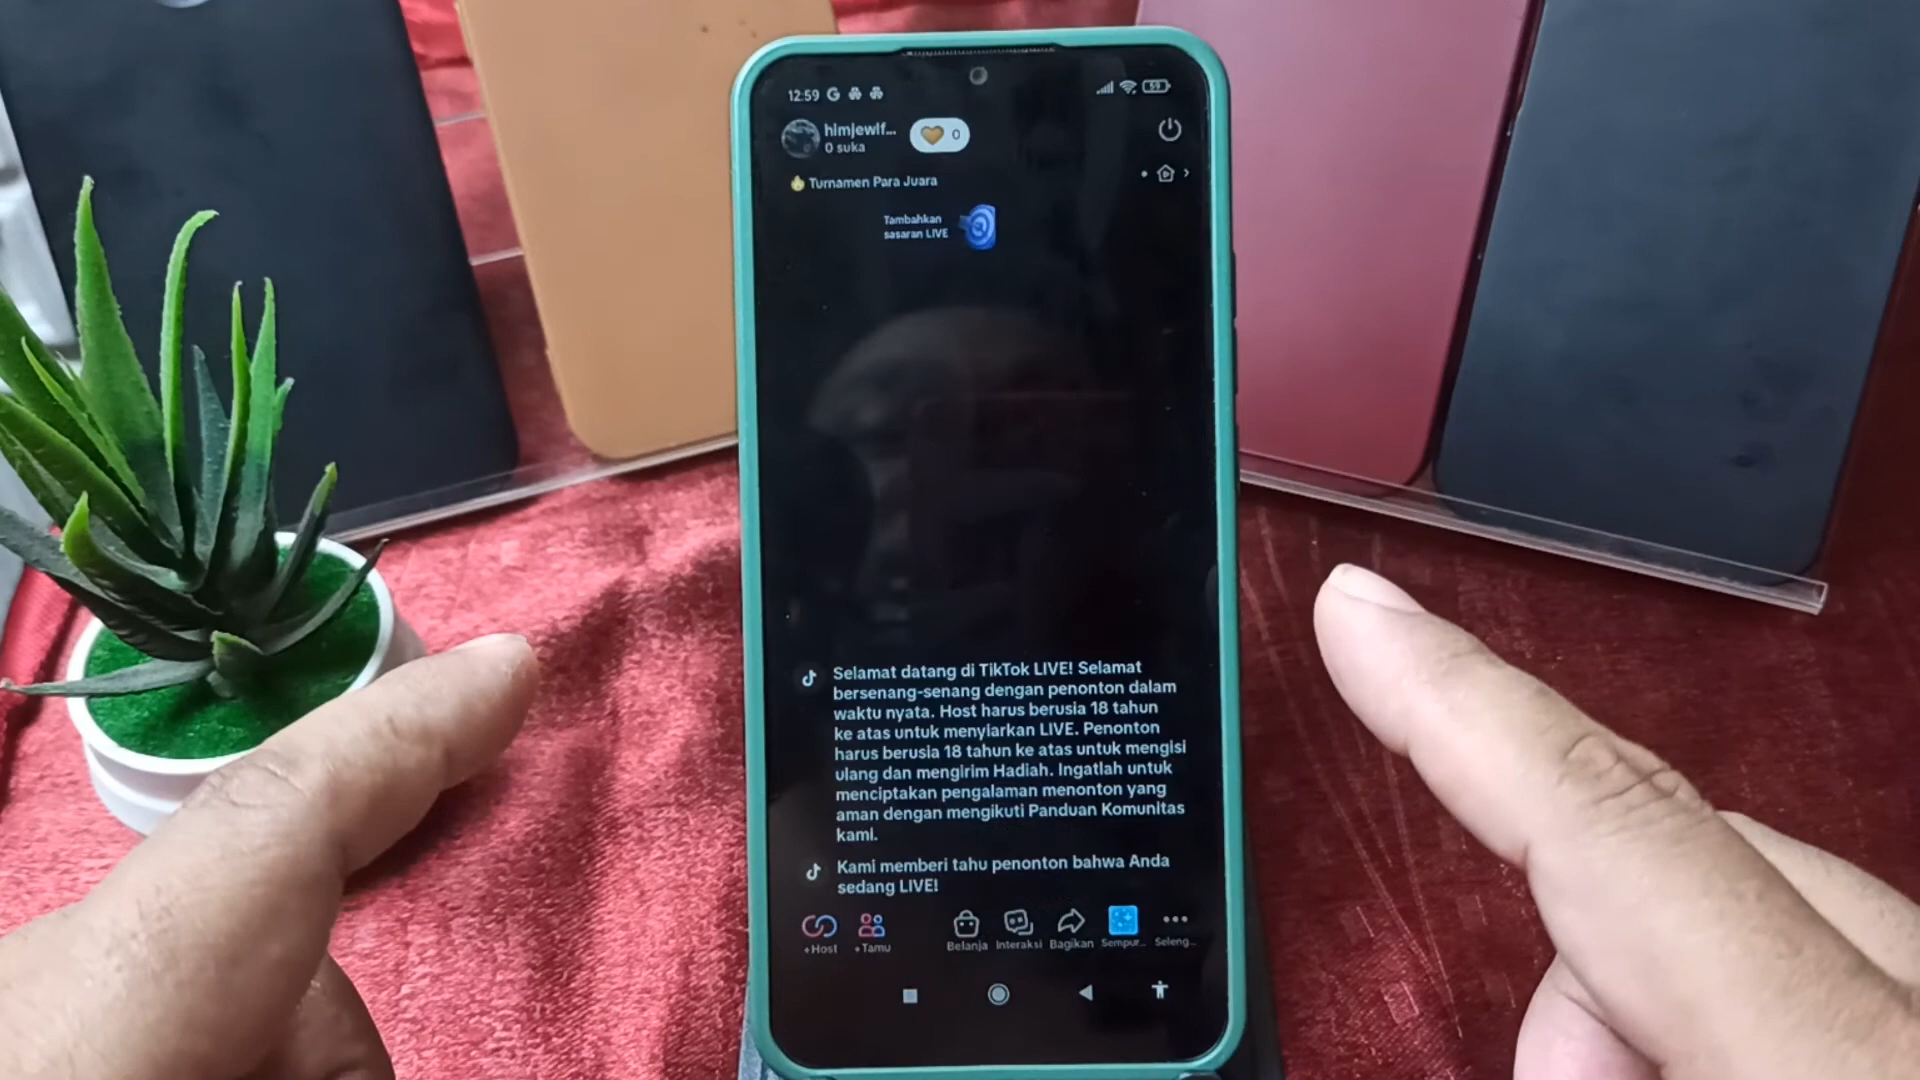 12:59
59
himjewlf...
0 suka
0
Turnamen Para Juara
Tambahkan
sasaran LIVE
Selamat datang di TikTok LIVE! Selamat
bersenang-senang dengan penonton dalam
waktu nyata. Host harus berusia 18 tahun
ke atas untuk menyiarkan LIVE. Penonton
harus berusia 18 tahun ke atas untuk mengisi
ulang dan mengirim Hadiah. Ingatlah untuk
menciptakan pengalaman menonton yang
aman dengan mengikuti Panduan Komunitas
kami.
Kami memberi tahu penonton bahwa Anda
sedang LIVE!
+Host
+Tamu
Belanja
Interaksi
Bagikan
Sempur...
Seleng...